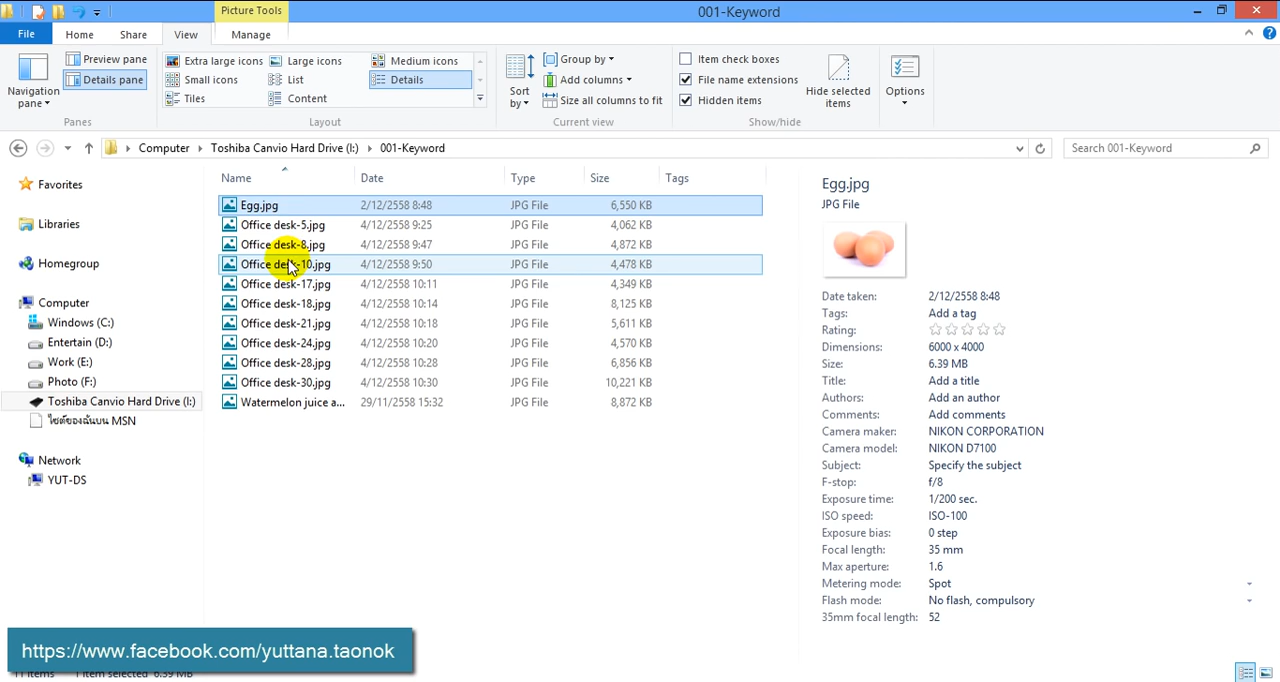 Picture Tools
001-Keyword
File
Home
Share
View
Manage
Navigation pane
Preview pane
Details pane
Panes
Extra large icons
Large icons
Medium icons
Small icons
List
Details
Tiles
Content
Layout
Sort by
Group by
Add columns
Size all columns to fit
Current view
Item check boxes
File name extensions
Hidden items
Hide selected items
Show/hide
Options
Computer
Toshiba Canvio Hard Drive (I:)
001-Keyword
Search 001-Keyword
Favorites
Libraries
Homegroup
Computer
Windows (C:)
Entertain (D:)
Work (E:)
Photo (F:)
Toshiba Canvio Hard Drive (I:)
ไซต์ของฉันบน MSN
Network
YUT-DS
Name Date Type Size Tags
Egg.jpg 2/12/2558 8:48 JPG File 6,550 KB
Office desk-5.jpg 4/12/2558 9:25 JPG File 4,062 KB
Office desk-8.jpg 4/12/2558 9:47 JPG File 4,872 KB
Office desk-10.jpg 4/12/2558 9:50 JPG File 4,478 KB
Office desk-17.jpg 4/12/2558 10:11 JPG File 4,349 KB
Office desk-18.jpg 4/12/2558 10:14 JPG File 8,125 KB
Office desk-21.jpg 4/12/2558 10:18 JPG File 5,611 KB
Office desk-24.jpg 4/12/2558 10:20 JPG File 4,570 KB
Office desk-28.jpg 4/12/2558 10:28 JPG File 6,856 KB
Office desk-30.jpg 4/12/2558 10:30 JPG File 10,221 KB
Watermelon juice a... 29/11/2558 15:32 JPG File 8,872 KB
Egg.jpg
JPG File
Date taken: 2/12/2558 8:48
Tags: Add a tag
Rating:
Dimensions: 6000 x 4000
Size: 6.39 MB
Title: Add a title
Authors: Add an author
Comments: Add comments
Camera maker: NIKON CORPORATION
Camera model: NIKON D7100
Subject: Specify the subject
F-stop: f/8
Exposure time: 1/200 sec.
ISO speed: ISO-100
Exposure bias: 0 step
Focal length: 35 mm
Max aperture: 1.6
Metering mode: Spot
Flash mode: No flash, compulsory
35mm focal length: 52
https://www.facebook.com/yuttana.taonok
11 items 1 item selected 6.39 MB